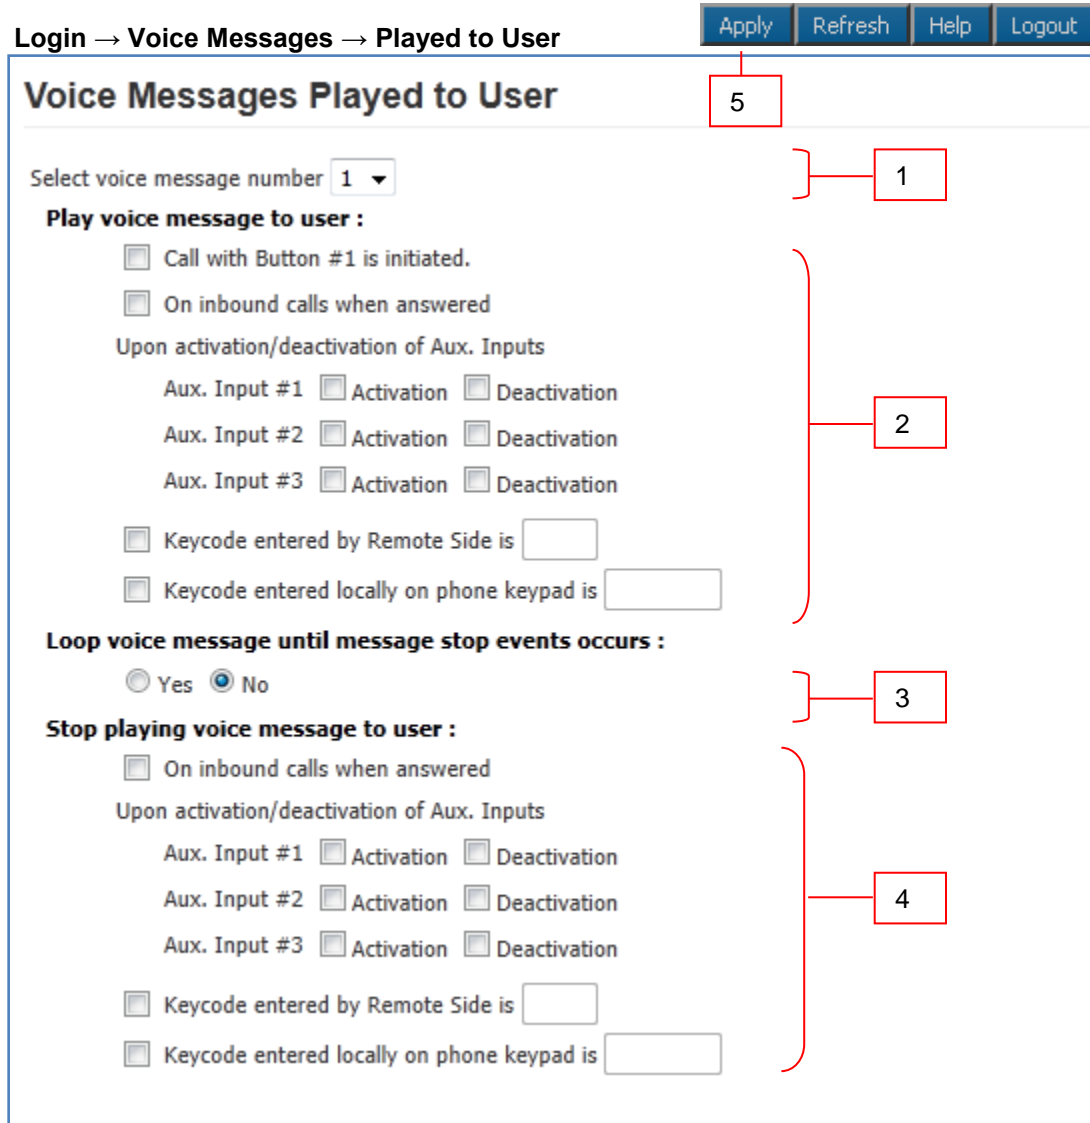 Login → Voice Messages → Played to User
Apply Refresh Help Logout
5
Voice Messages Played to User
Select voice message number 1
1
Play voice message to user :
Call with Button #1 is initiated.
On inbound calls when answered
Upon activation/deactivation of Aux. Inputs
Aux. Input #1 Activation Deactivation
Aux. Input #2 Activation Deactivation
2
Aux. Input #3 Activation Deactivation
Keycode entered by Remote Side is
Keycode entered locally on phone keypad is
Loop voice message until message stop events occurs :
Yes No
3
Stop playing voice message to user :
On inbound calls when answered
Upon activation/deactivation of Aux. Inputs
Aux. Input #1 Activation Deactivation
Aux. Input #2 Activation Deactivation
4
Aux. Input #3 Activation Deactivation
Keycode entered by Remote Side is
Keycode entered locally on phone keypad is